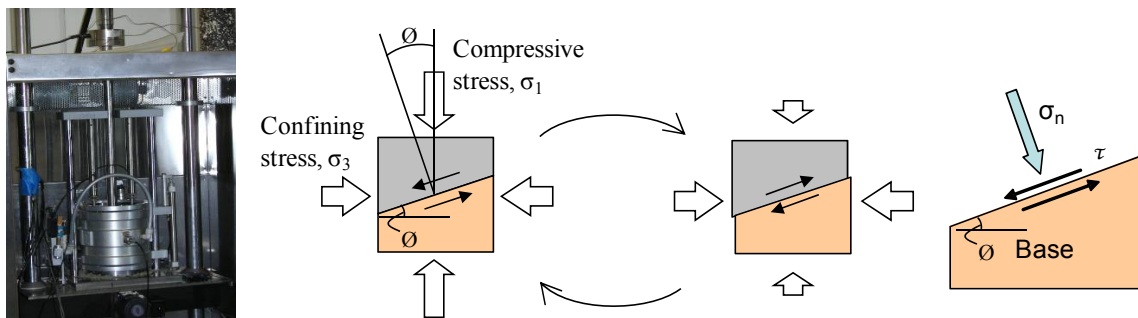 Ø
Compressive
stress, σ1
Confining
stress, σ3
Ø
σn
τ
Ø
Base